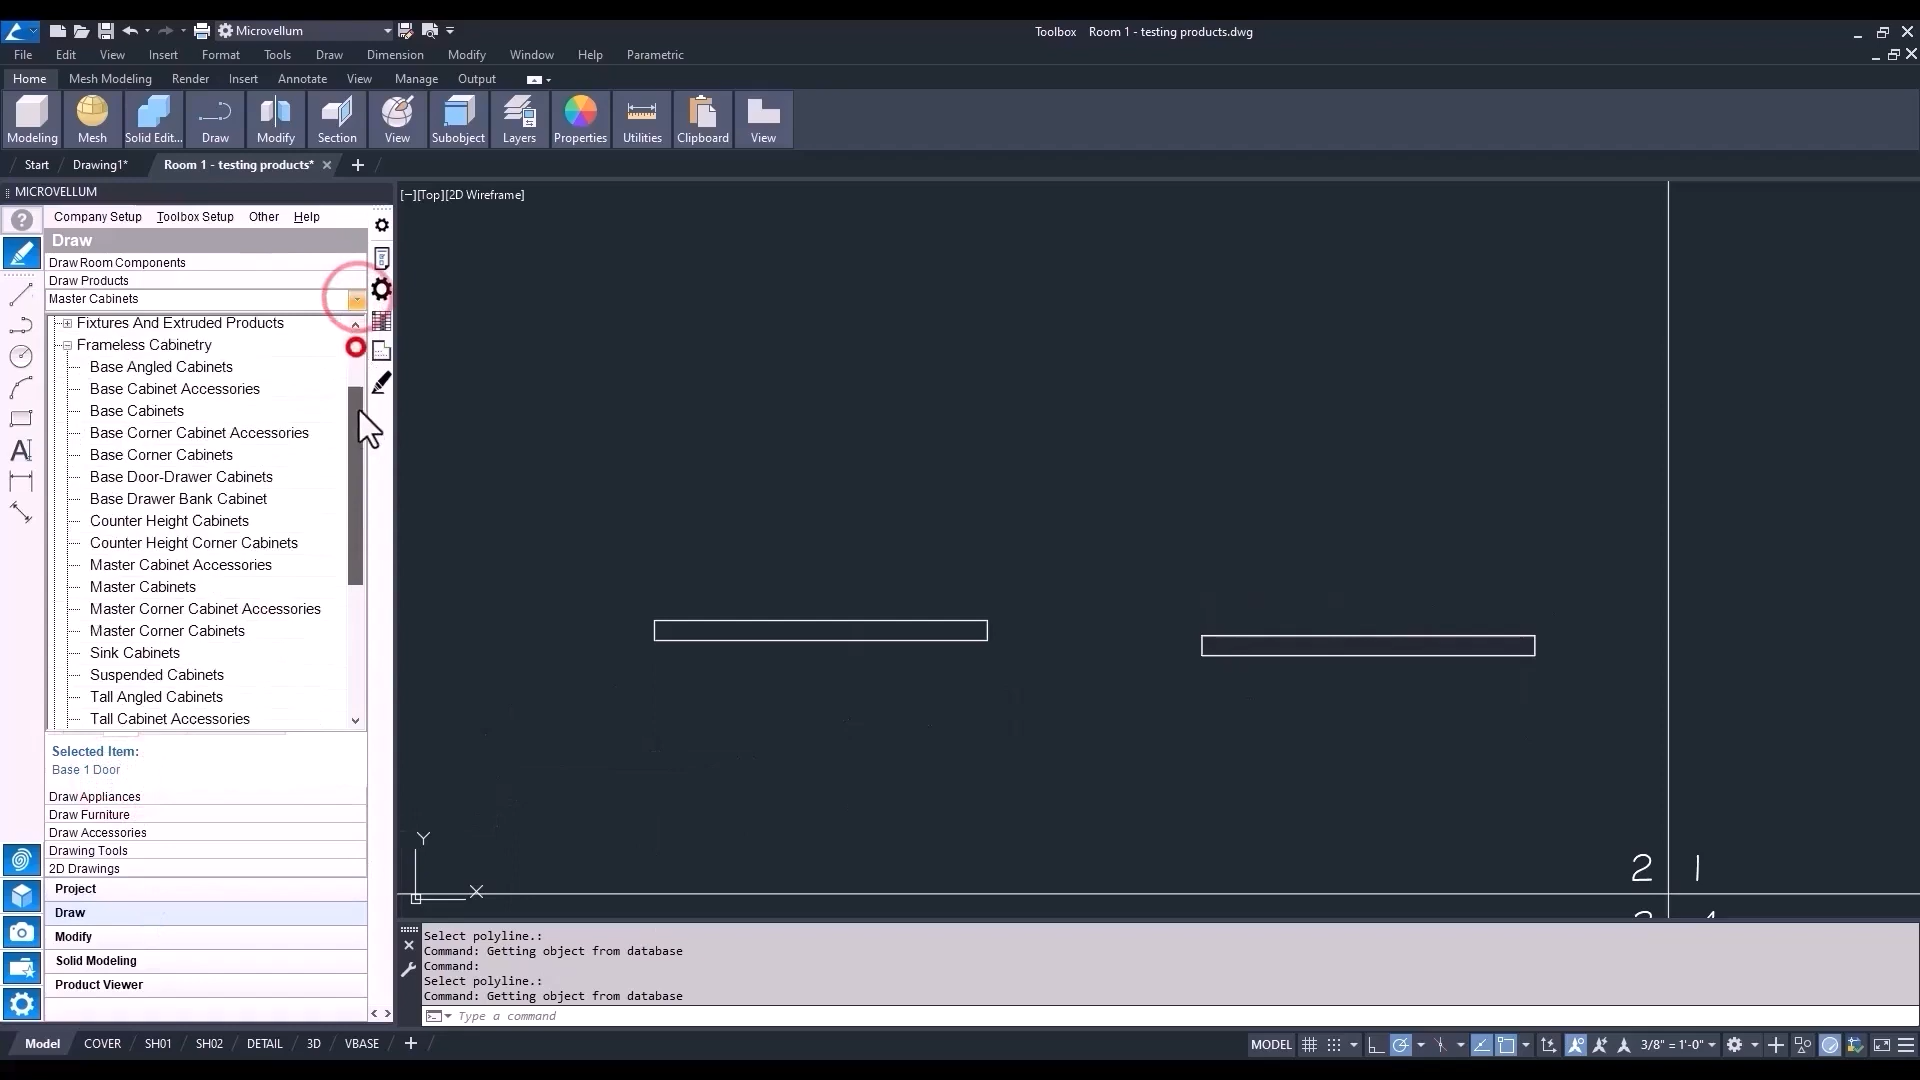 Microvellum
Toolbox Room 1 - testing products.dwg
File Edit View Insert Format Tools Draw Dimension Modify Window Help Parametric
Home Mesh Modeling Render Insert Annotate View Manage Output
Modeling Mesh Solid Edit... Draw Modify Section View Subobject Layers Properties Utilities Clipboard View
Start Drawing1* Room 1 - testing products*
MICROVELLUM
[−][Top][2D Wireframe]
Company Setup Toolbox Setup Other Help
Draw
Draw Room Components
Draw Products
Master Cabinets
Fixtures And Extruded Products
Frameless Cabinetry
Base Angled Cabinets
Base Cabinet Accessories
Base Cabinets
Base Corner Cabinet Accessories
Base Corner Cabinets
Base Door-Drawer Cabinets
Base Drawer Bank Cabinet
Counter Height Cabinets
Counter Height Corner Cabinets
Master Cabinet Accessories
Master Cabinets
Master Corner Cabinet Accessories
Master Corner Cabinets
Sink Cabinets
Suspended Cabinets
Tall Angled Cabinets
Tall Cabinet Accessories
Selected Item:
Base 1 Door
Draw Appliances
Draw Furniture
Draw Accessories
Drawing Tools
2D Drawings
Project
Draw
Modify
Solid Modeling
Product Viewer
Y
X
2 1
Select polyline.:
Command: Getting object from database
Command:
Select polyline.:
Command: Getting object from database
Type a command
Model COVER SH01 SH02 DETAIL 3D VBASE
MODEL 3/8" = 1'-0"